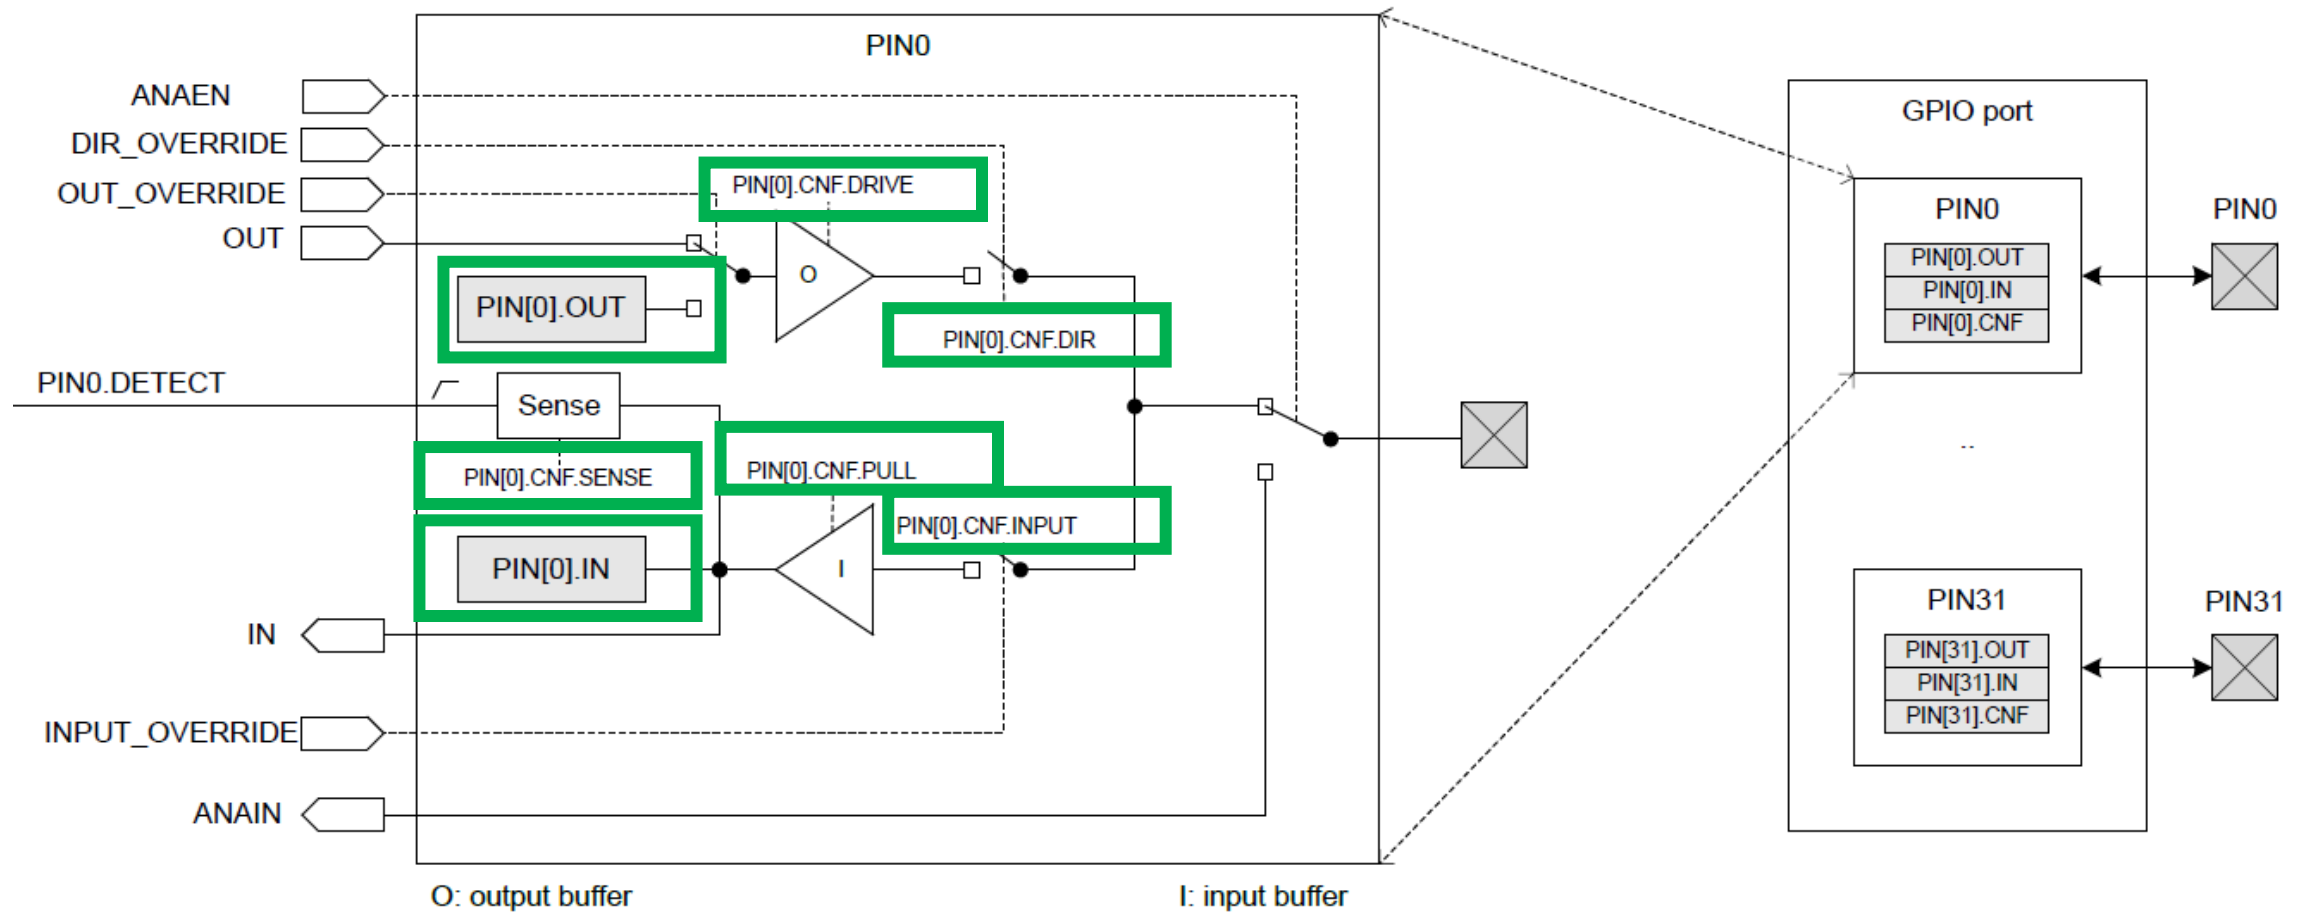 PIN0
ANAEN
DIR_OVERRIDE
OUT_OVERRIDE
OUT
PIN[0].CNF.DRIVE
O
PIN[0].OUT
PIN[0].CNF.DIR
PIN0.DETECT
Sense
PIN[0].CNF.SENSE
PIN[0].CNF.PULL
PIN[0].CNF.INPUT
PIN[0].IN
I
IN
INPUT_OVERRIDE
ANAIN
O: output buffer
I: input buffer
GPIO port
PIN0
PIN[0].OUT
PIN[0].IN
PIN[0].CNF
PIN0
..
PIN31
PIN[31].OUT
PIN[31].IN
PIN[31].CNF
PIN31